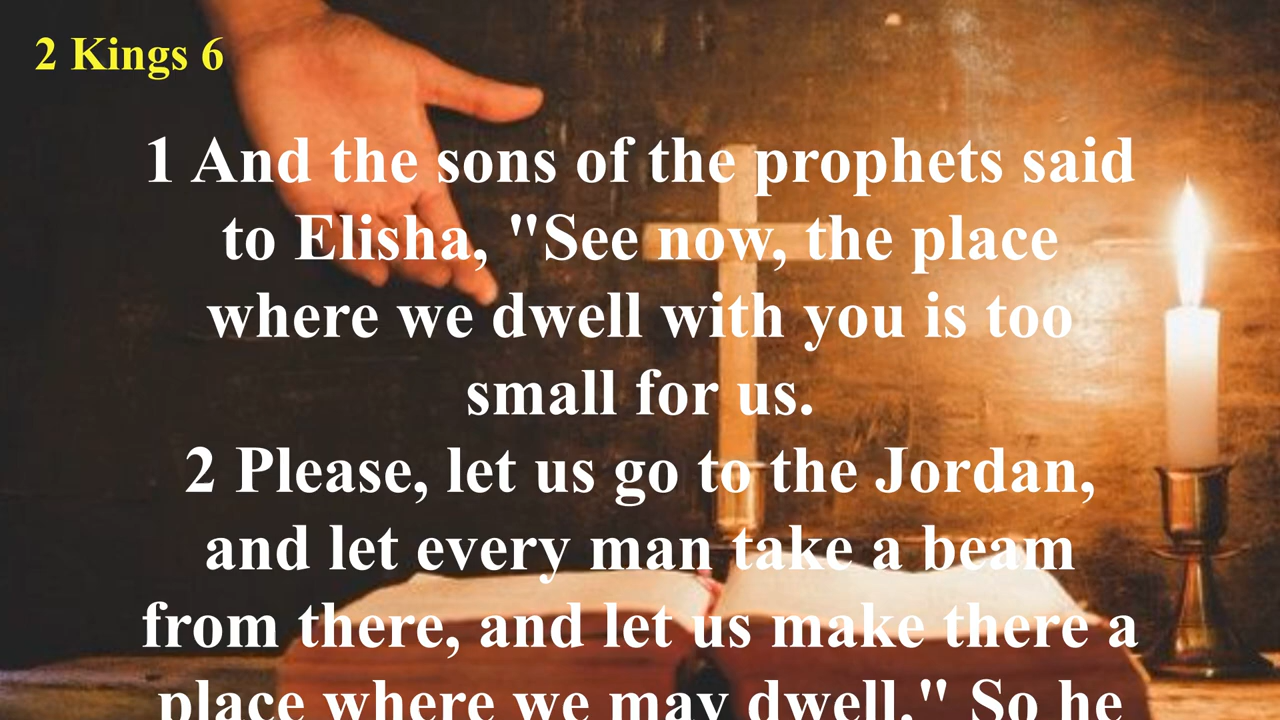 2 Kings 6
1 And the sons of the prophets said
to Elisha, "See now, the place
where we dwell with you is too
small for us.
2 Please, let us go to the Jordan,
and let every man take a beam
from there, and let us make there a
place where we may dwell." So he